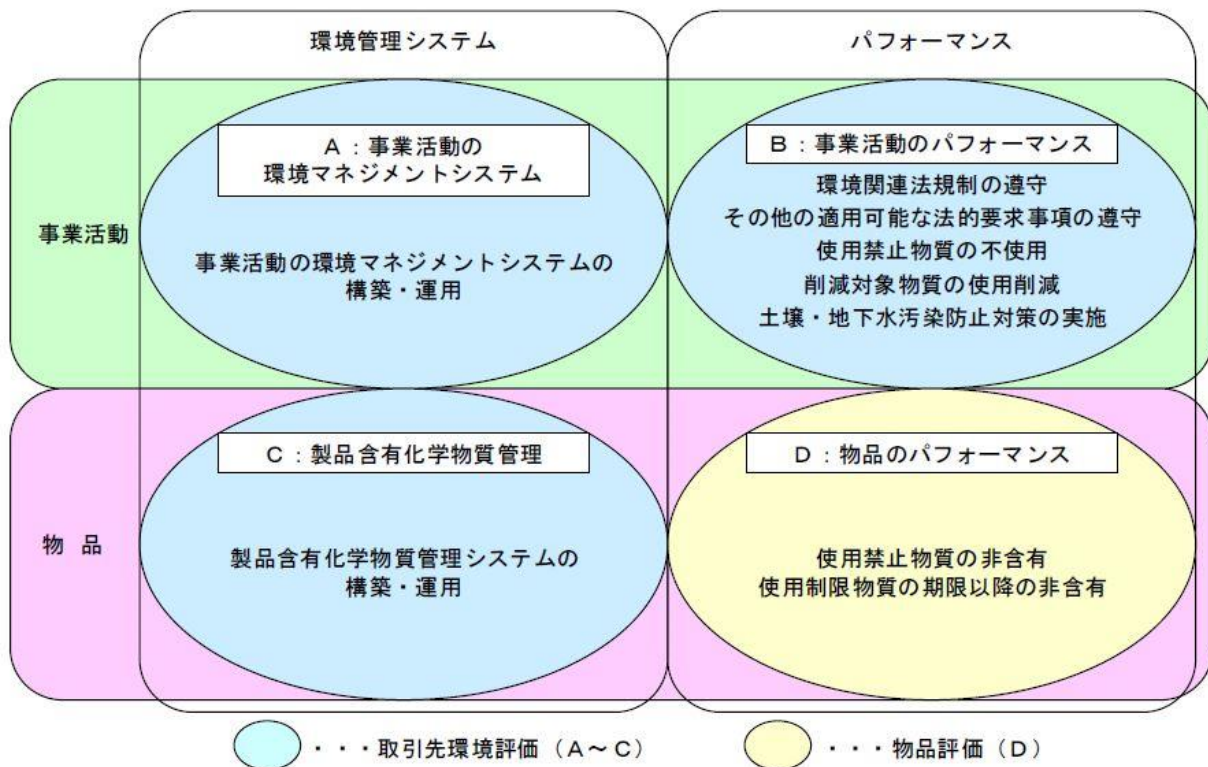 環境管理システム
パフォーマンス
事業活動
A：事業活動の
環境マネジメントシステム
事業活動の環境マネジメントシステムの
構築・運用
B：事業活動のパフォーマンス
環境関連法規制の遵守
その他の適用可能な法的要求事項の遵守
使用禁止物質の不使用
削減対象物質の使用削減
土壌・地下水汚染防止対策の実施
物 品
C：製品含有化学物質管理
製品含有化学物質管理システムの
構築・運用
D：物品のパフォーマンス
使用禁止物質の非含有
使用制限物質の期限以降の非含有
・・・取引先環境評価（A～C）
・・・物品評価（D）